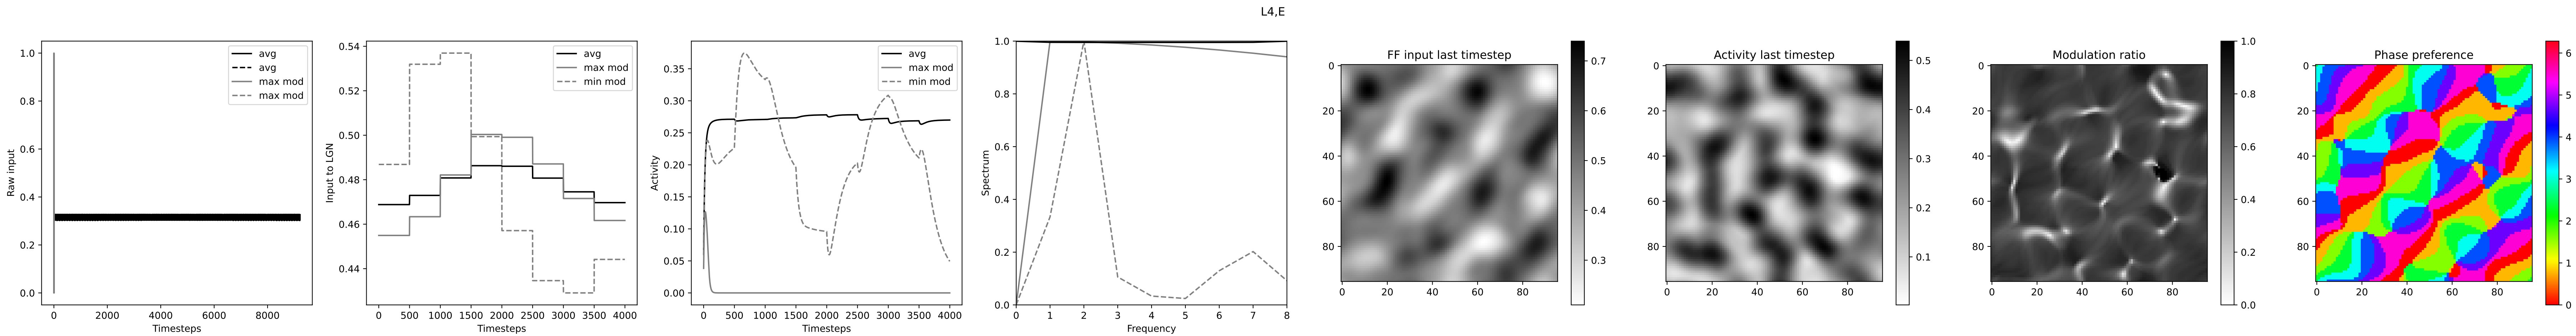 L4,E
Raw input
1.0
0.8
0.6
0.4
0.2
0.0
0 2000 4000 6000 8000
Timesteps
avg
avg
max mod
max mod
Input to LGN
0.54
0.52
0.50
0.48
0.46
0.44
0 500 1000 1500 2000 2500 3000 3500 4000
Timesteps
avg
max mod
min mod
Activity
0.35
0.30
0.25
0.20
0.15
0.10
0.05
0.00
0 500 1000 1500 2000 2500 3000 3500 4000
Timesteps
avg
max mod
min mod
Spectrum
1.0
0.8
0.6
0.4
0.2
0.0
0 1 2 3 4 5 6 7 8
Frequency
avg
max mod
min mod
FF input last timestep
0
20
40
60
80
0 20 40 60 80
0.7
0.6
0.5
0.4
0.3
Activity last timestep
0
20
40
60
80
0 20 40 60 80
0.5
0.4
0.3
0.2
0.1
Modulation ratio
0
20
40
60
80
0 20 40 60 80
1.0
0.8
0.6
0.4
0.2
0.0
Phase preference
0
20
40
60
80
0 20 40 60 80
6
5
4
3
2
1
0